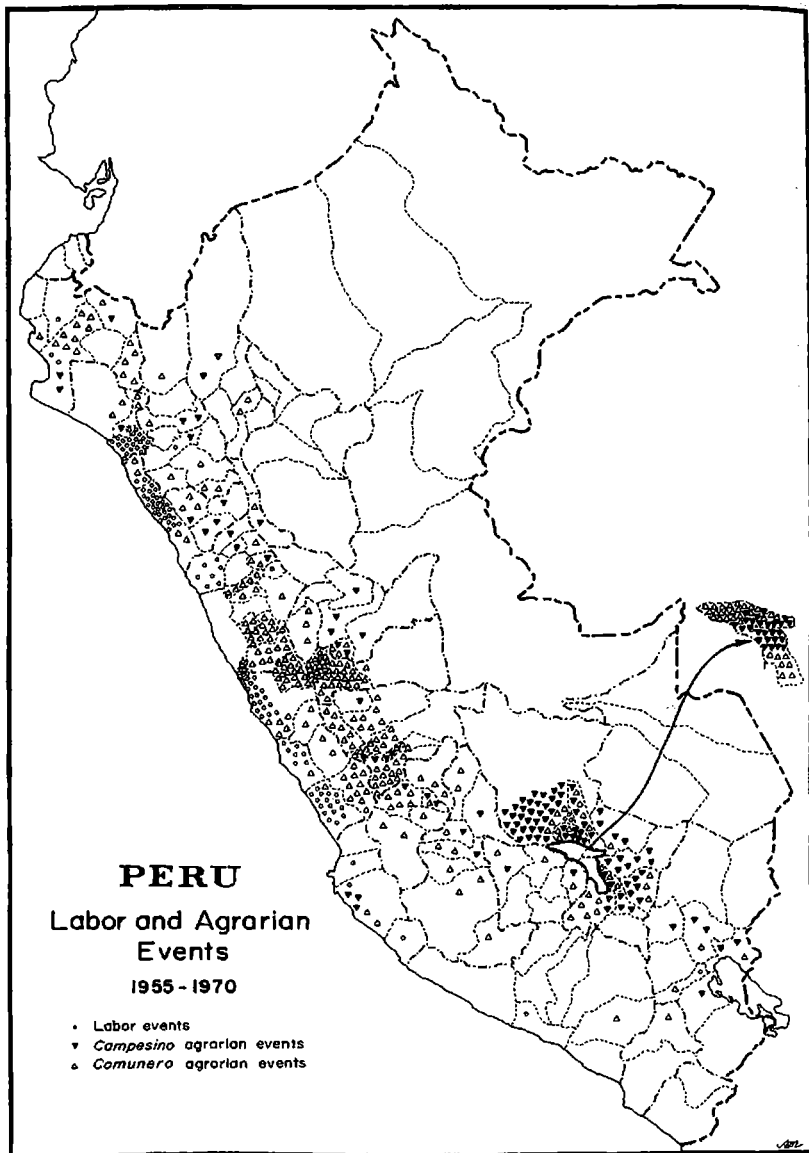 PERU
Labor and Agrarian
Events
1955-1970
Labor events
Campesino agrarian events
Comunero agrarian events